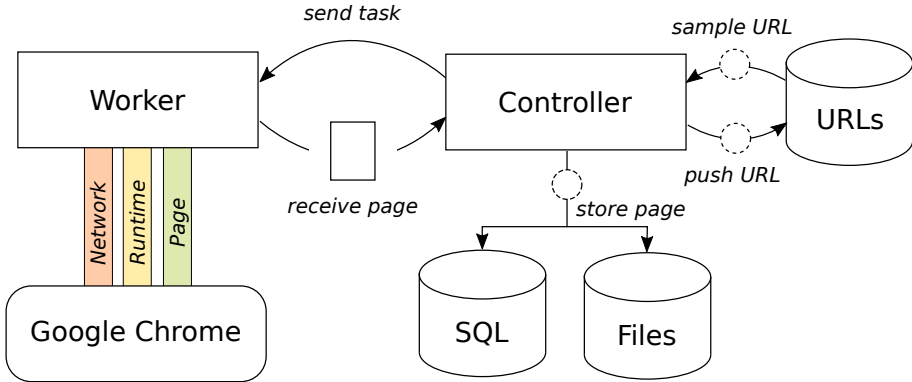 send task
sample URL
Worker
Controller
URLs
receive page
push URL
store page
Network
Runtime
Page
Google Chrome
SQL
Files